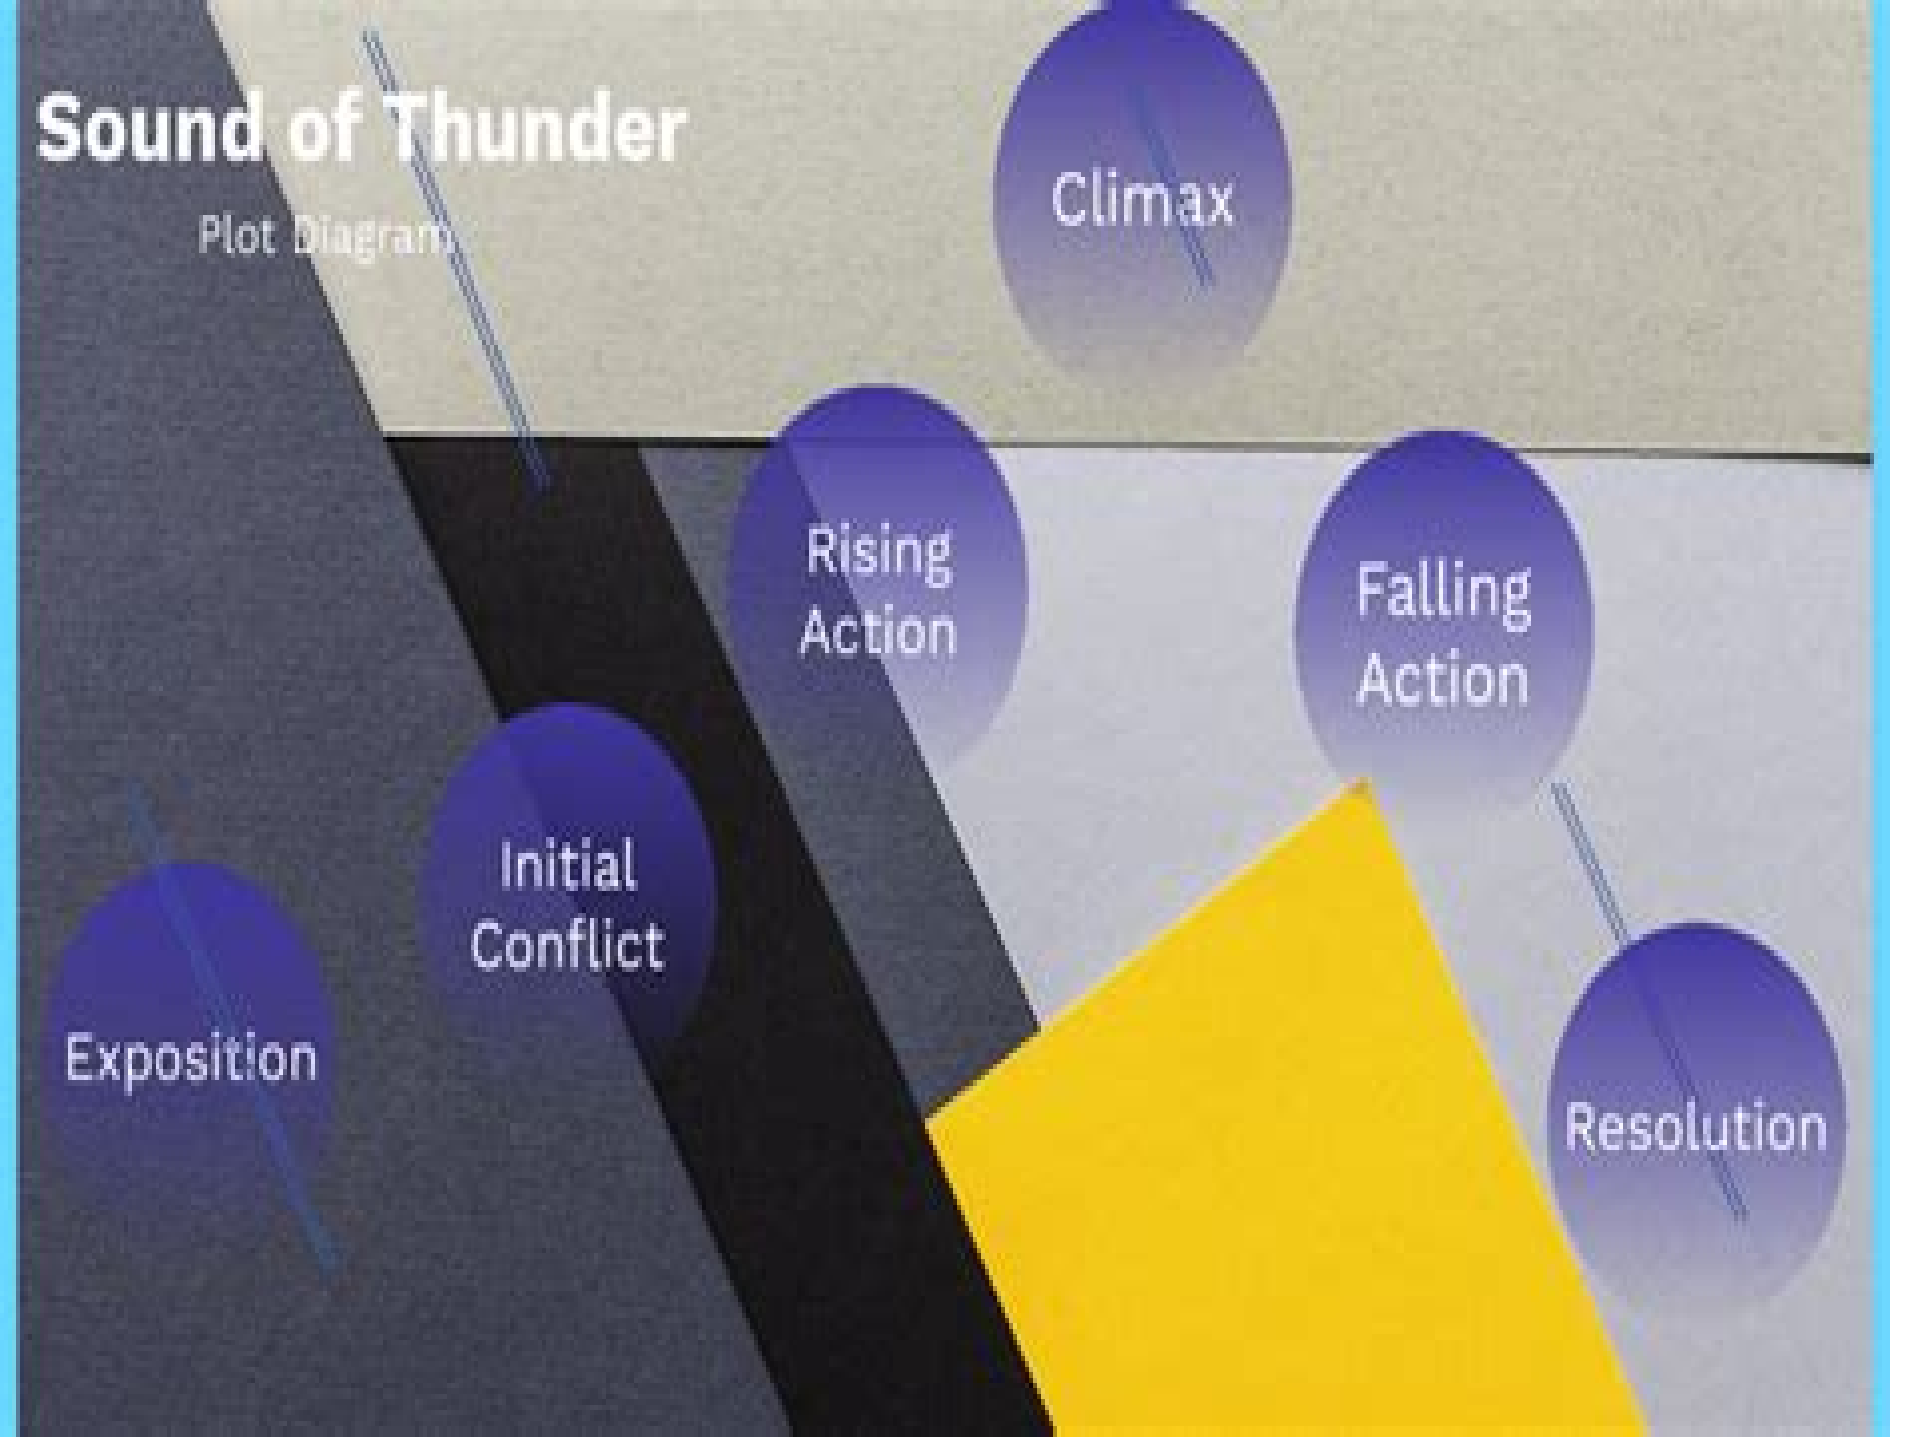 Sound of Thunder
Plot Diagram
Climax
Rising
Action
Falling
Action
Initial
Conflict
Exposition
Resolution